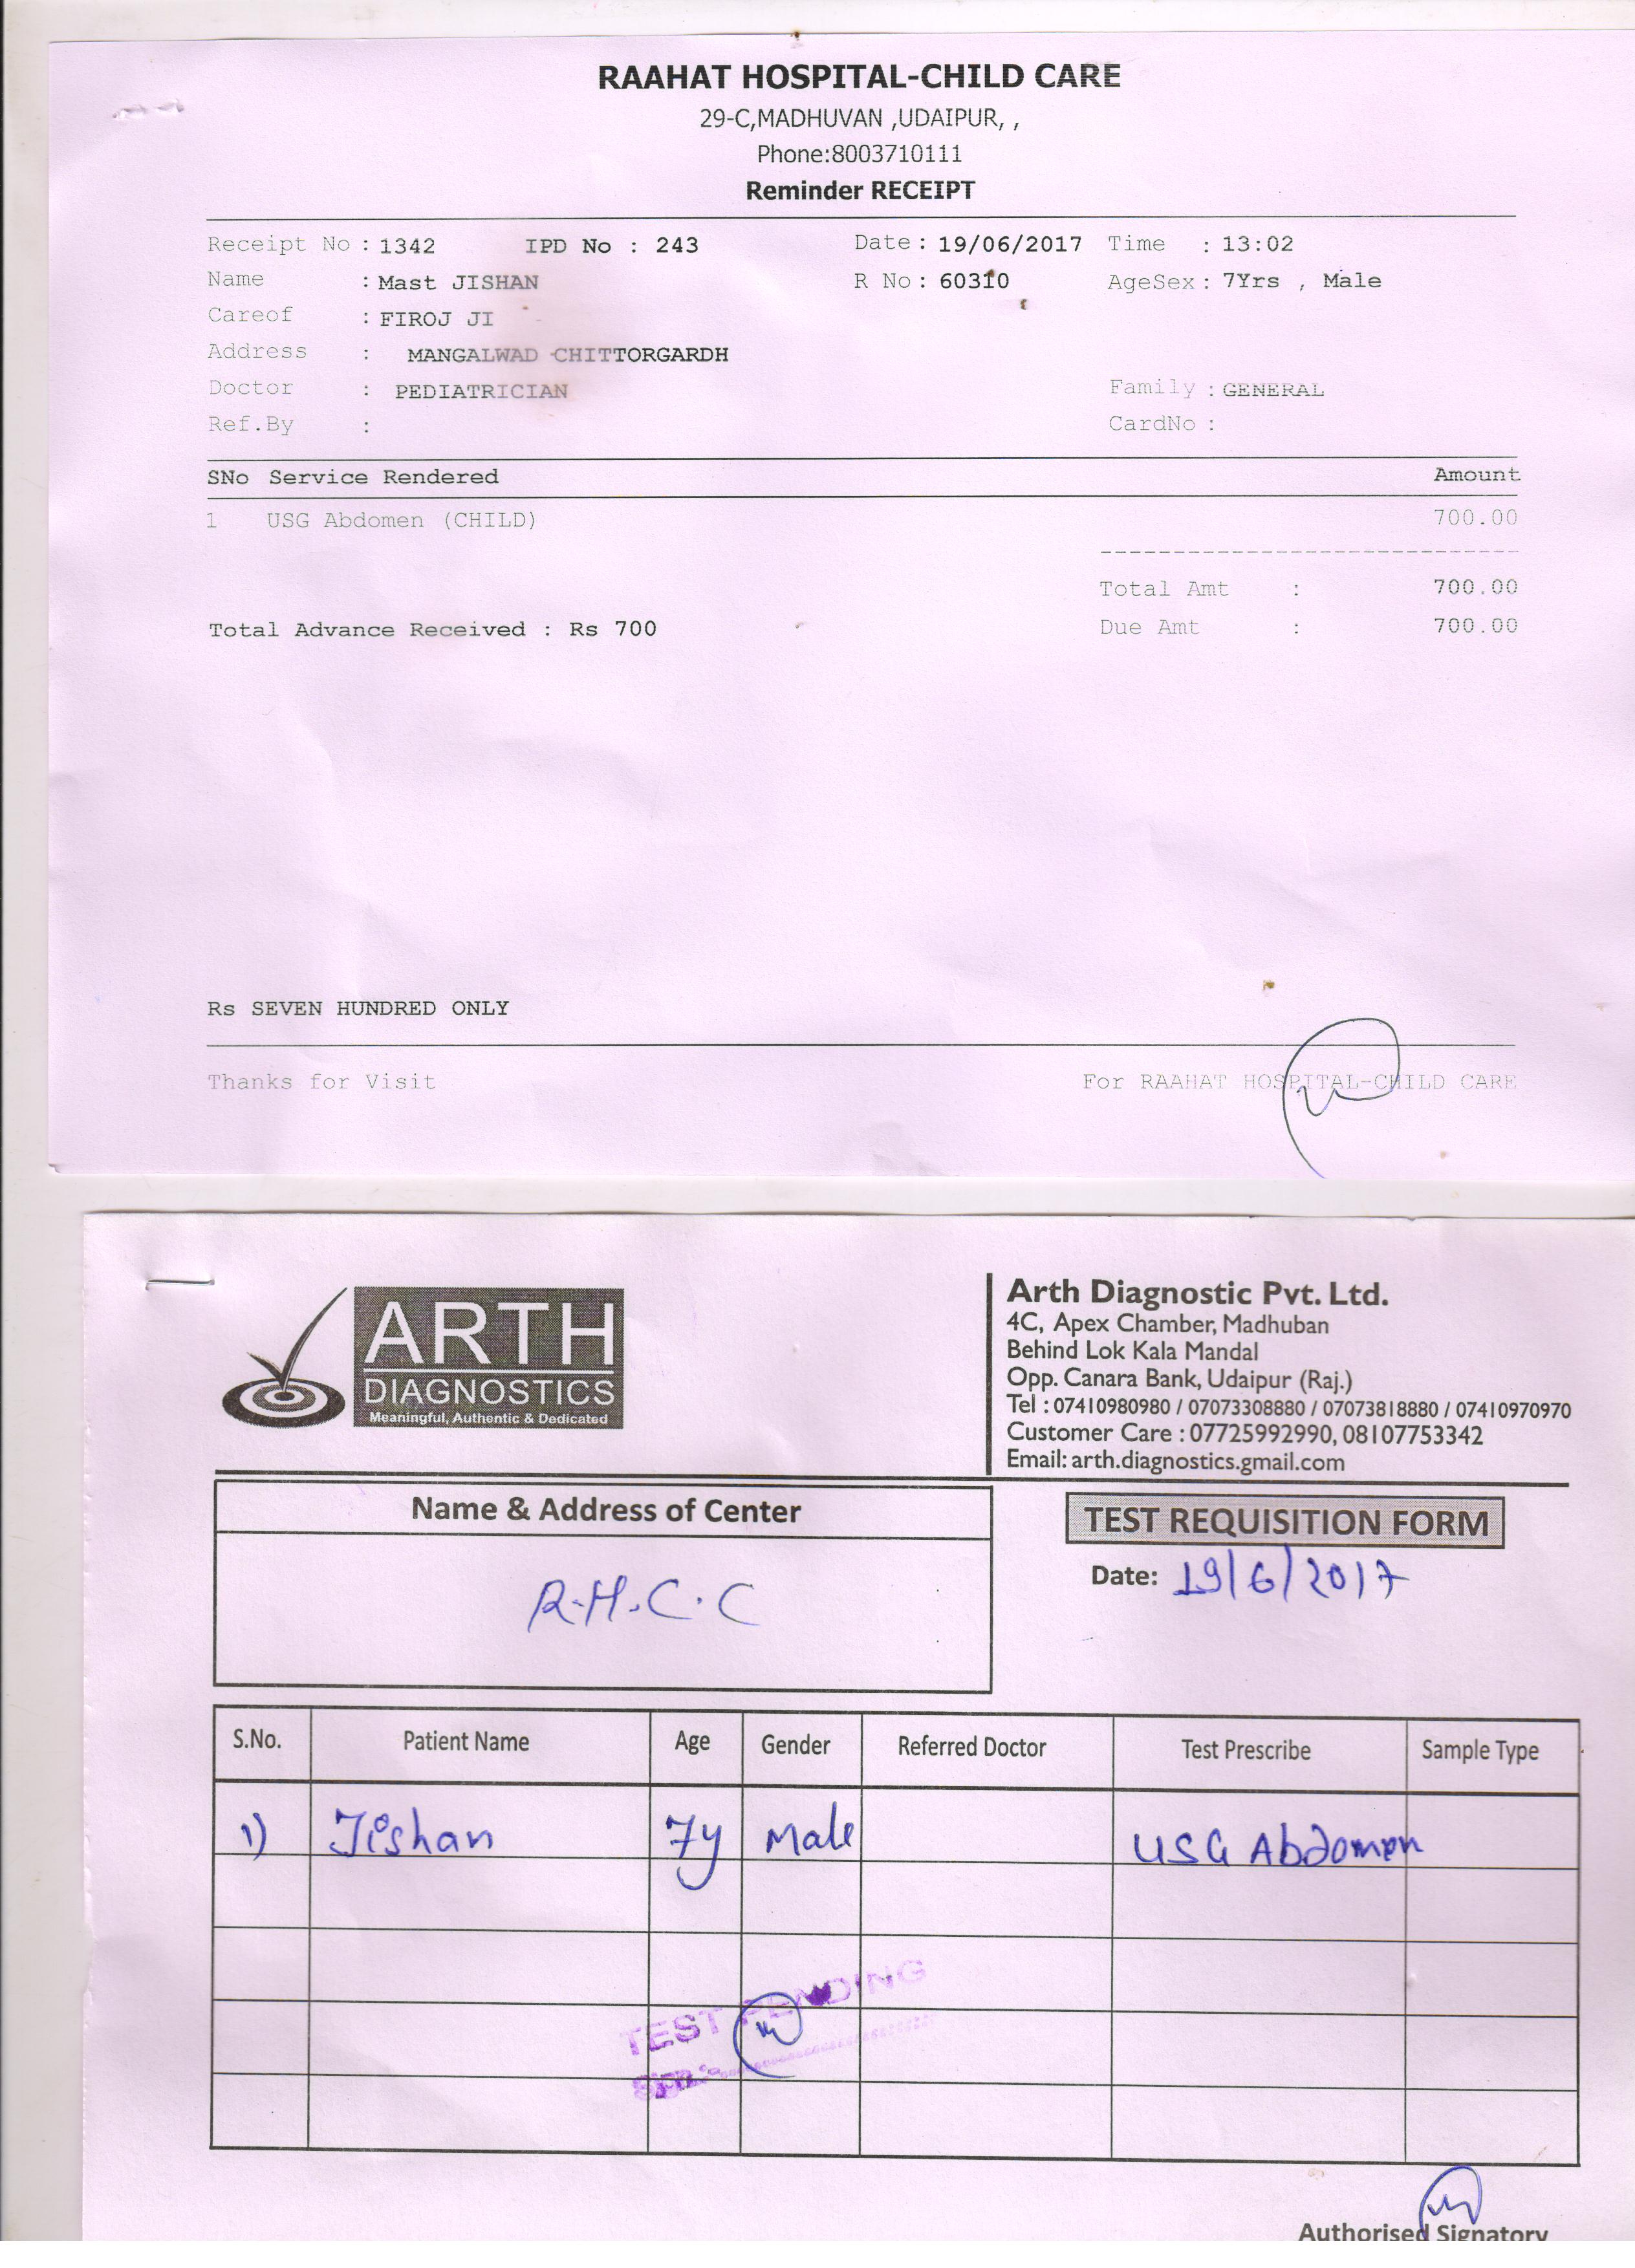 RAAHAT HOSPITAL-CHILD CARE
29-C,MADHUVAN ,UDAIPUR, ,
Phone:8003710111
Reminder RECEIPT
Receipt No : 1342 IPD No : 243 Date : 19/06/2017 Time : 13:02
Name : Mast JISHAN R No : 60310 AgeSex : 7Yrs , Male
Careof : FIROJ JI
Address : MANGALWAD CHITTORGARDH
Doctor : PEDIATRICIAN Family : GENERAL
Ref.By : CardNo :
SNo Service Rendered Amount
1 USG Abdomen (CHILD) 700.00
Total Amt : 700.00
Total Advance Received : Rs 700 Due Amt : 700.00
Rs SEVEN HUNDRED ONLY
Thanks for Visit For RAAHAT HOSPITAL-CHILD CARE
ARTH
DIAGNOSTICS
Meaningful, Authentic & Dedicated
Arth Diagnostic Pvt. Ltd.
4C, Apex Chamber, Madhuban
Behind Lok Kala Mandal
Opp. Canara Bank, Udaipur (Raj.)
Tel : 07410980980 / 07073308880 / 07073818880 / 07410970970
Customer Care : 07725992990, 08107753342
Email: arth.diagnostics.gmail.com
Name & Address of Center
R.H.C.C
TEST REQUISITION FORM
Date: 19/6/2017
S.No. Patient Name Age Gender Referred Doctor Test Prescribe Sample Type
1) Jishan 7y Male USG Abdomen
TEST PENDING
Authorised Signatory